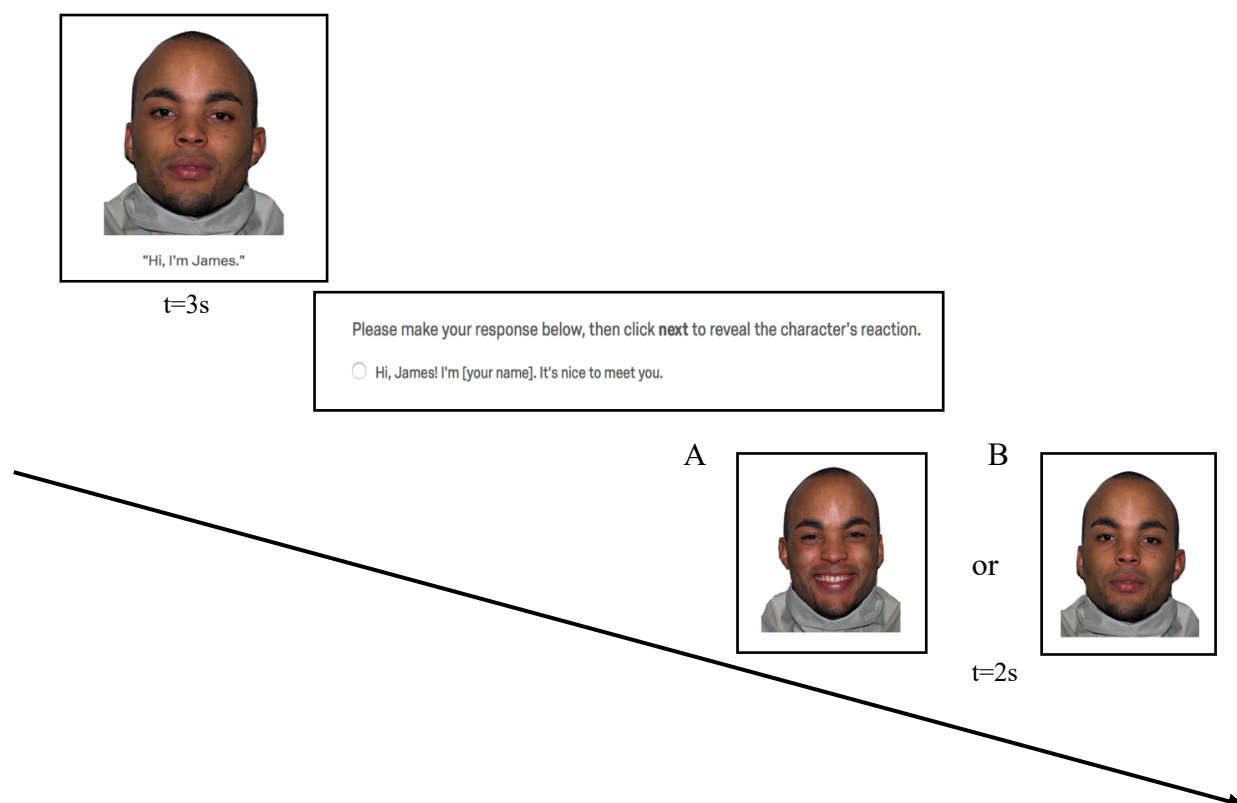 "Hi, I'm James."
t=3s
Please make your response below, then click next to reveal the character's reaction.
Hi, James! I'm [your name]. It's nice to meet you.
A
B
or
t=2s